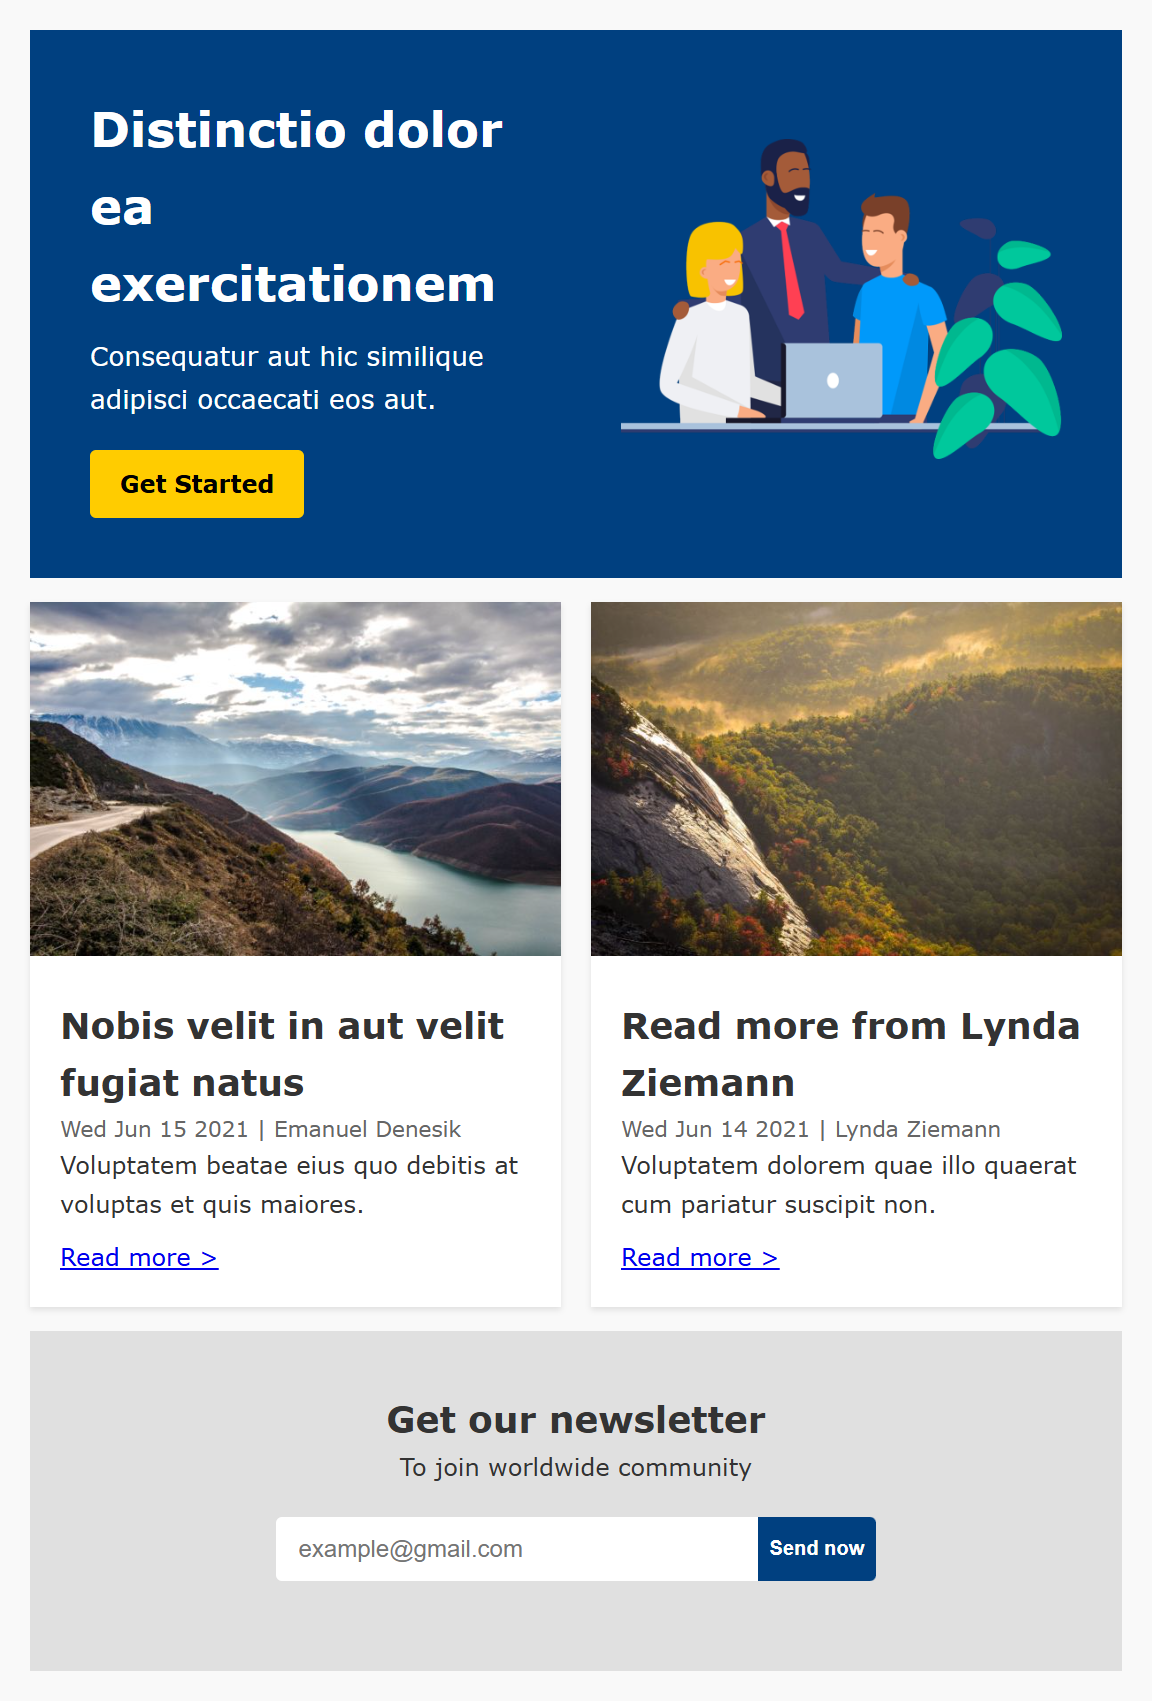 Distinctio dolor
ea
exercitationem
Consequatur aut hic similique
adipisci occaecati eos aut.
Get Started
Nobis velit in aut velit
fugiat natus
Wed Jun 15 2021 | Emanuel Denesik
Voluptatem beatae eius quo debitis at
voluptas et quis maiores.
Read more >
Read more from Lynda
Ziemann
Wed Jun 14 2021 | Lynda Ziemann
Voluptatem dolorem quae illo quaerat
cum pariatur suscipit non.
Read more >
Get our newsletter
To join worldwide community
example@gmail.com
Send now